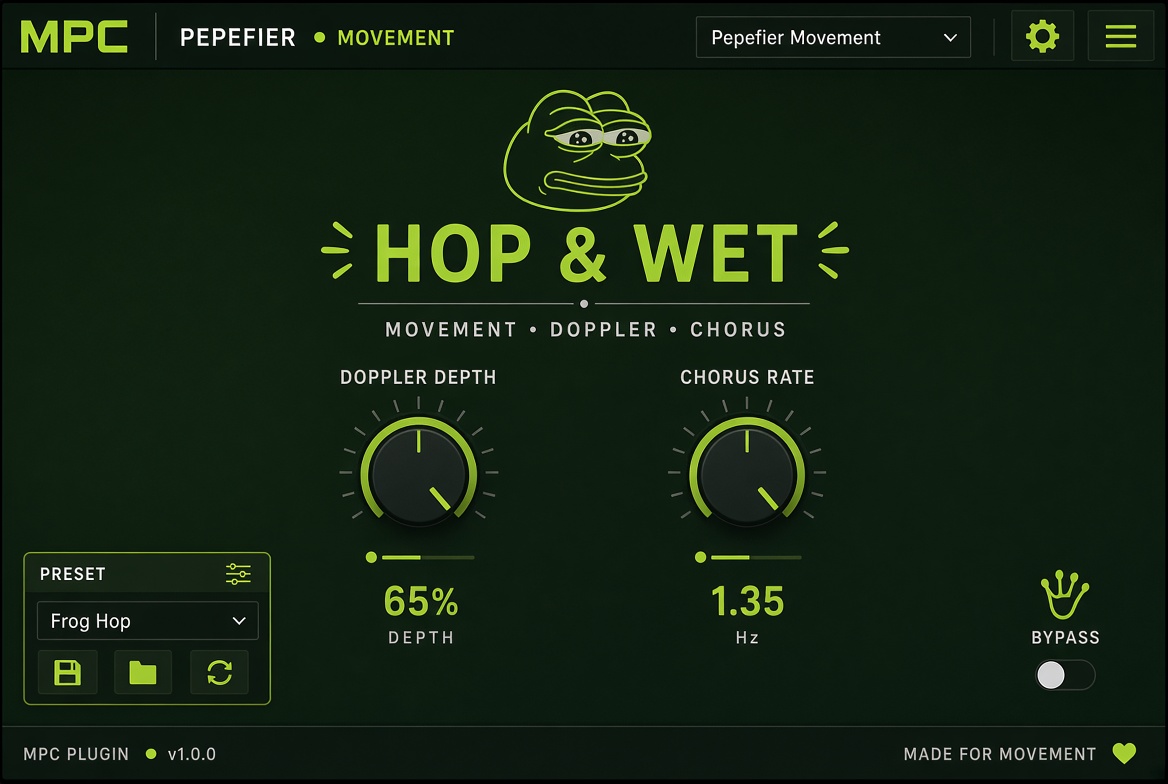 MPC PEPEFIER • MOVEMENT Pepefier Movement
HOP & WET
MOVEMENT • DOPPLER • CHORUS
DOPPLER DEPTH CHORUS RATE
65% 1.35
DEPTH Hz
PRESET
Frog Hop
BYPASS
MPC PLUGIN • v1.0.0 MADE FOR MOVEMENT